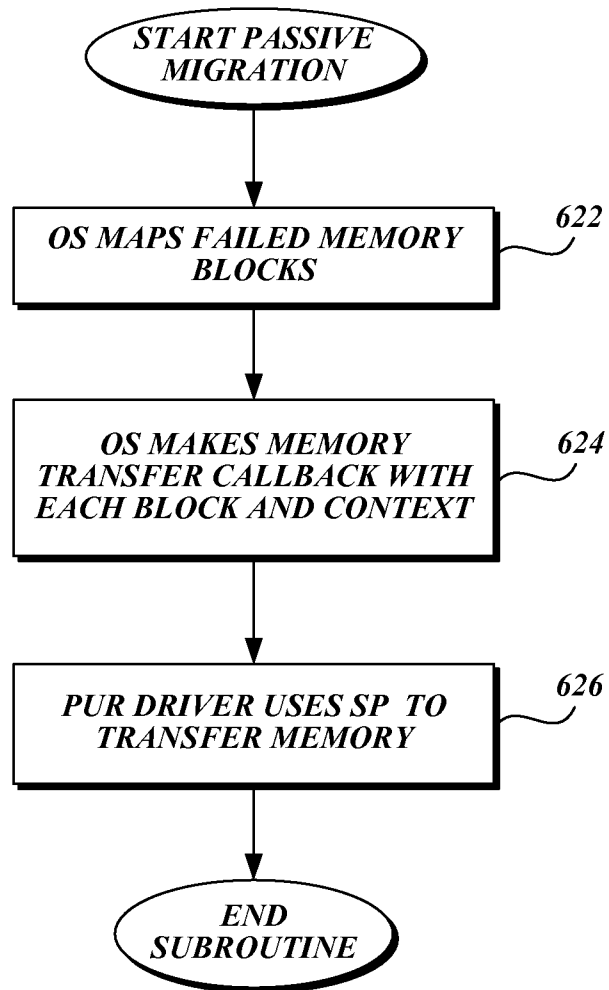 START PASSIVE
MIGRATION
OS MAPS FAILED MEMORY
BLOCKS
622
OS MAKES MEMORY
TRANSFER CALLBACK WITH
EACH BLOCK AND CONTEXT
624
PUR DRIVER USES SP TO
TRANSFER MEMORY
626
END
SUBROUTINE